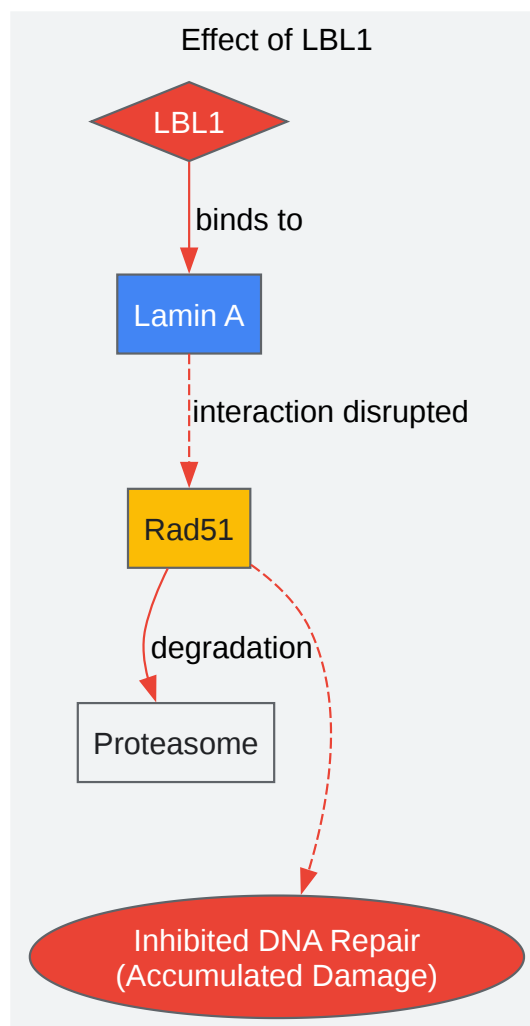 Effect of LBL1
LBL1
binds to
Lamin A
interaction disrupted
Rad51
degradation
Proteasome
Inhibited DNA Repair
(Accumulated Damage)